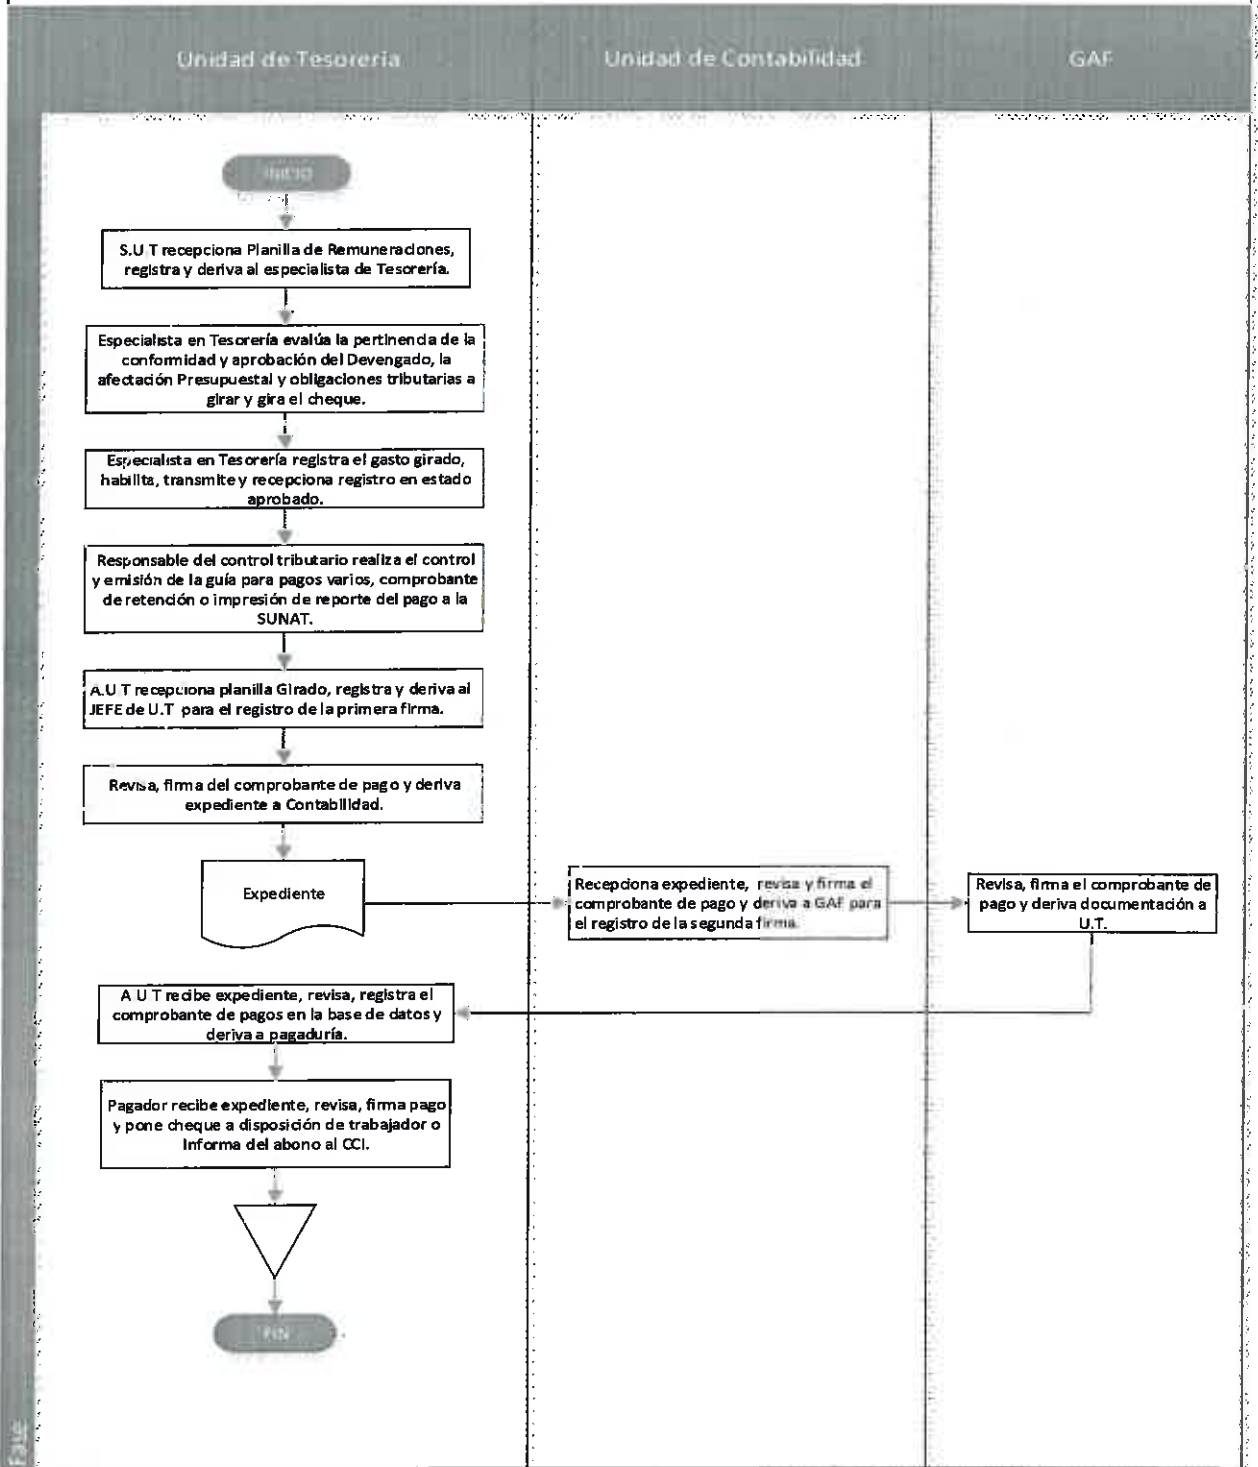 Unidad de Tesorería
Unidad de Contabilidad
GAF
INICIO
S.U.T recepciona Planilla de Remuneraciones,
registra y deriva al especialista de Tesorería.
Especialista en Tesorería evalúa la pertinencia de la
conformidad y aprobación del Devengado, la
afectación Presupuestal y obligaciones tributarias a
girar y gira el cheque.
Especialista en Tesorería registra el gasto girado,
habilita, transmite y recepciona registro en estado
aprobado.
Responsable del control tributario realiza el control
y emisión de la guía para pagos varios, comprobante
de retención o impresión de reporte del pago a la
SUNAT.
A.U.T recepciona planilla Girado, registra y deriva al
JEFE de U.T para el registro de la primera firma.
Revisa, firma del comprobante de pago y deriva
expediente a Contabilidad.
Expediente
Recepciona expediente, revisa y firma el
comprobante de pago y deriva a GAF para
el registro de la segunda firma.
Revisa, firma el comprobante de
pago y deriva documentación a
U.T.
A U T recibe expediente, revisa, registra el
comprobante de pagos en la base de datos y
deriva a pagaduría.
Pagador recibe expediente, revisa, firma pago
y pone cheque a disposición de trabajador o
Informa del abono al CCI.
FIN
Fase